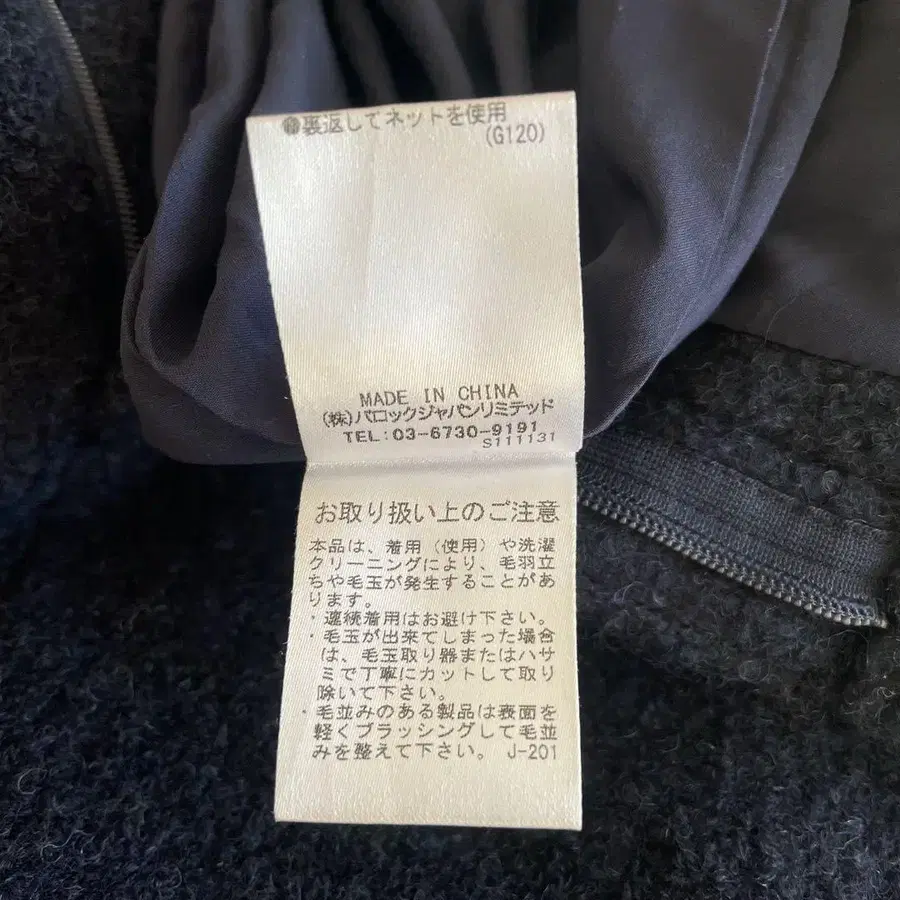 裏返してネットを使用
(G120)
MADE IN CHINA
(株)バロックジャパンリミテッド
TEL:03-6730-9191
S111131
お取り扱い上のご注意
本品は、着用(使用)や洗濯
クリーニングにより、毛羽立
ちや毛玉が発生することがあ
ります。
・連続着用はお避け下さい。
・毛玉が出来てしまった場合
は、毛玉取り器またはハサ
ミで丁寧にカットして取り
除いて下さい。
・毛並みのある製品は表面を
軽くブラッシングして毛並
みを整えて下さい。 J-201